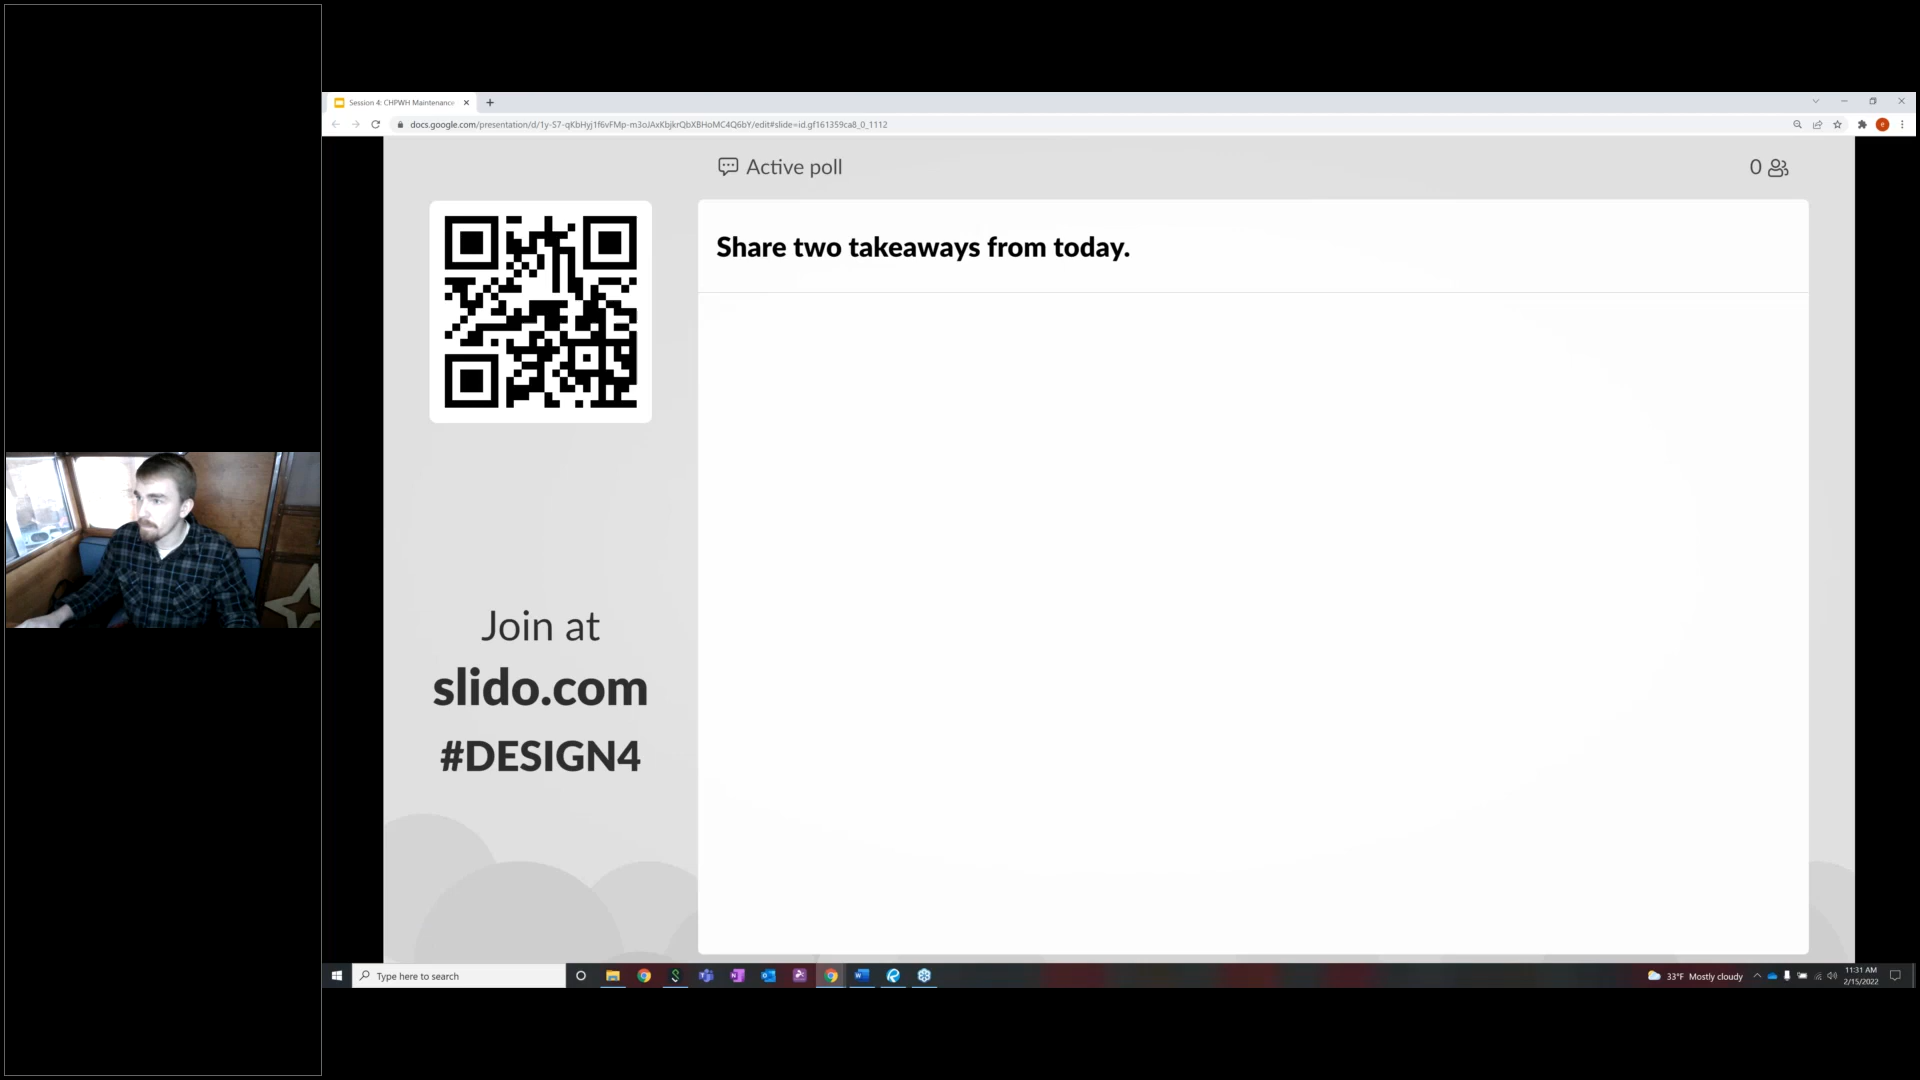 Session 4: CHPWH Maintenance
docs.google.com/presentation/d/1y-S7-qKbHyj1f6vFMp-m3oJAxKbjkrQbXBHoMC4Q6bY/edit#slide=id.gf161359ca8_0_1112
Active poll
0
Share two takeaways from today.
Join at
slido.com
#DESIGN4
Type here to search
33°F Mostly cloudy
11:31 AM
2/15/2022